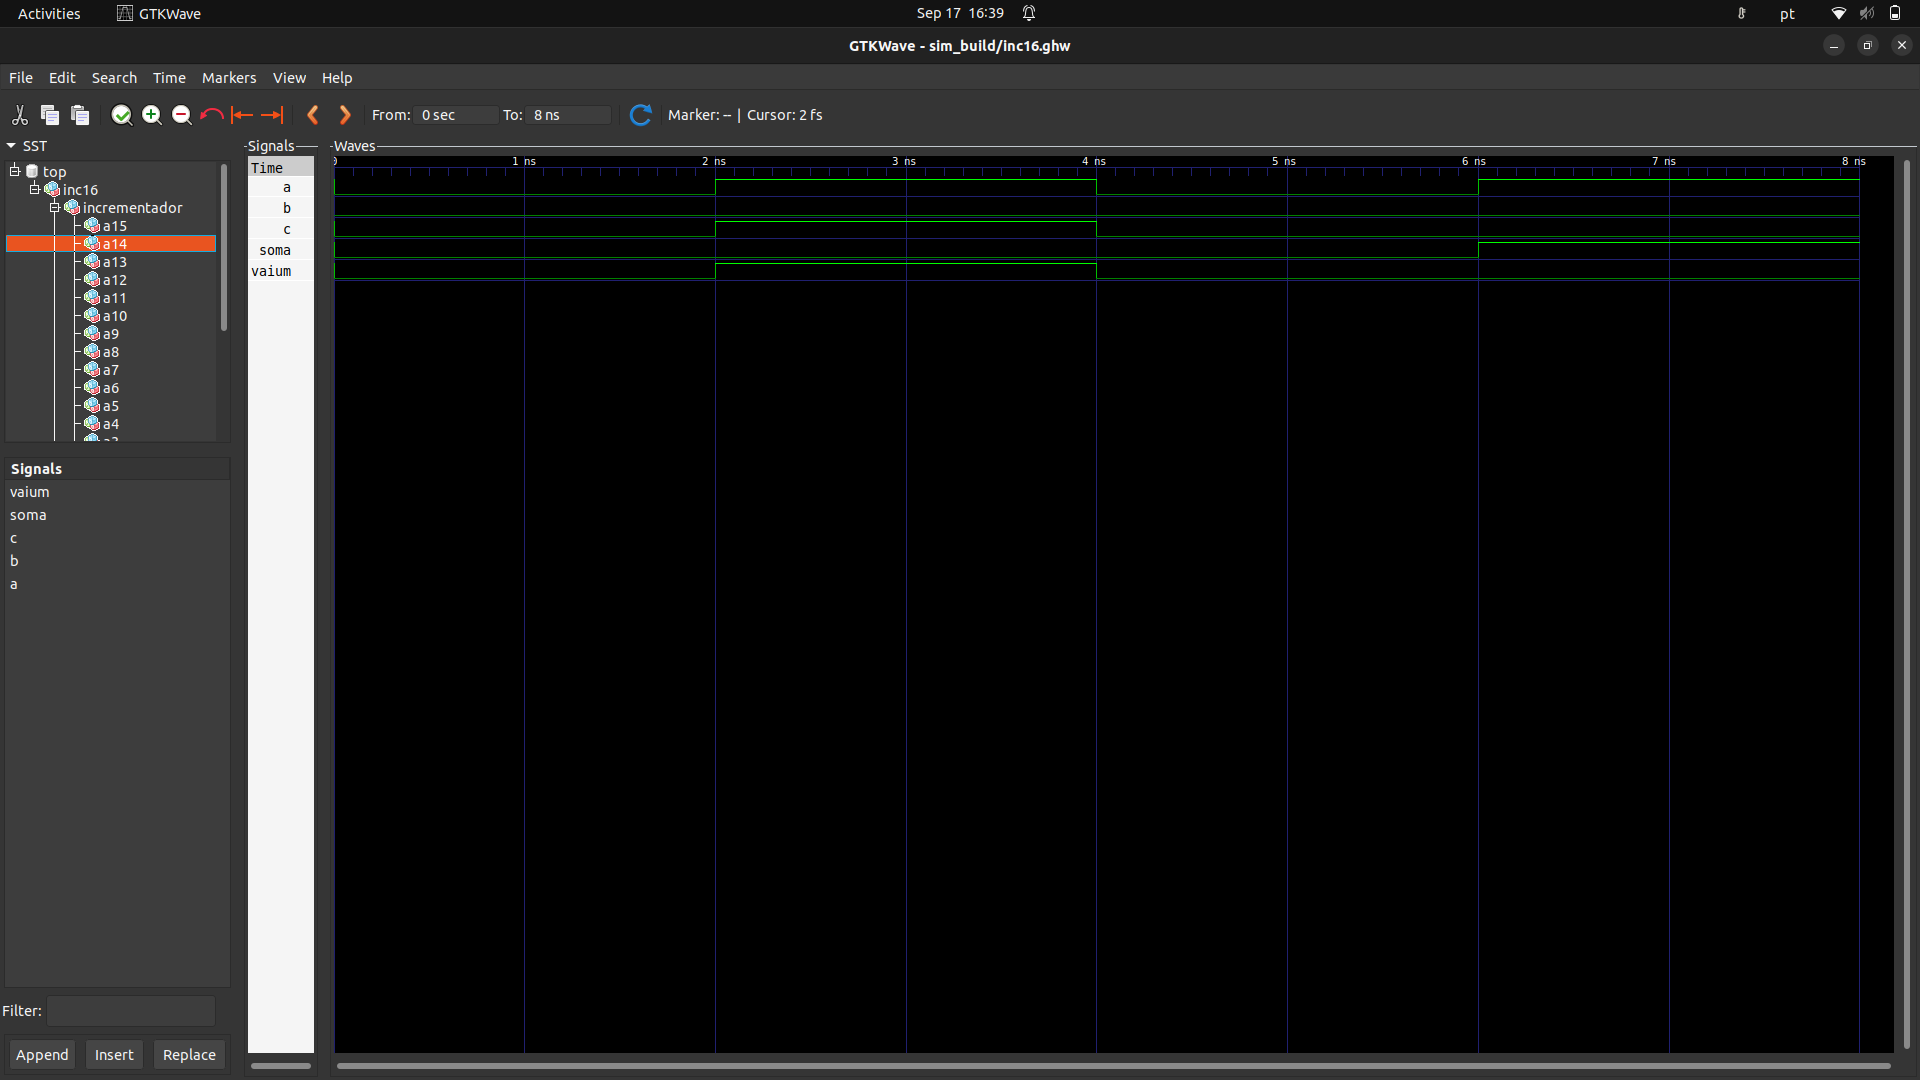 Activities GTKWave Sep 17 16:39 pt
GTKWave - sim_build/inc16.ghw
File Edit Search Time Markers View Help
From: 0 sec To: 8 ns Marker: -- | Cursor: 2 fs
SST
top
inc16
incrementador
a15
a14
a13
a12
a11
a10
a9
a8
a7
a6
a5
a4
Signals
vaium
soma
c
b
a
Filter:
Append Insert Replace
Signals
Time
a
b
c
soma
vaium
Waves
0 1 ns 2 ns 3 ns 4 ns 5 ns 6 ns 7 ns 8 ns